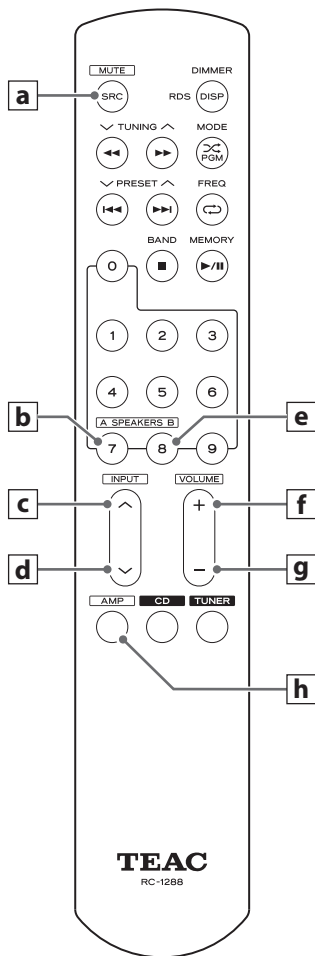 MUTE DIMMER
a SRC RDS DISP
TUNING MODE
PGM
PRESET FREQ
BAND MEMORY
0
1 2 3
4 5 6
b A SPEAKERS B e
7 8 9
INPUT VOLUME
c + f
d − g
AMP CD TUNER
h
TEAC
RC-1288